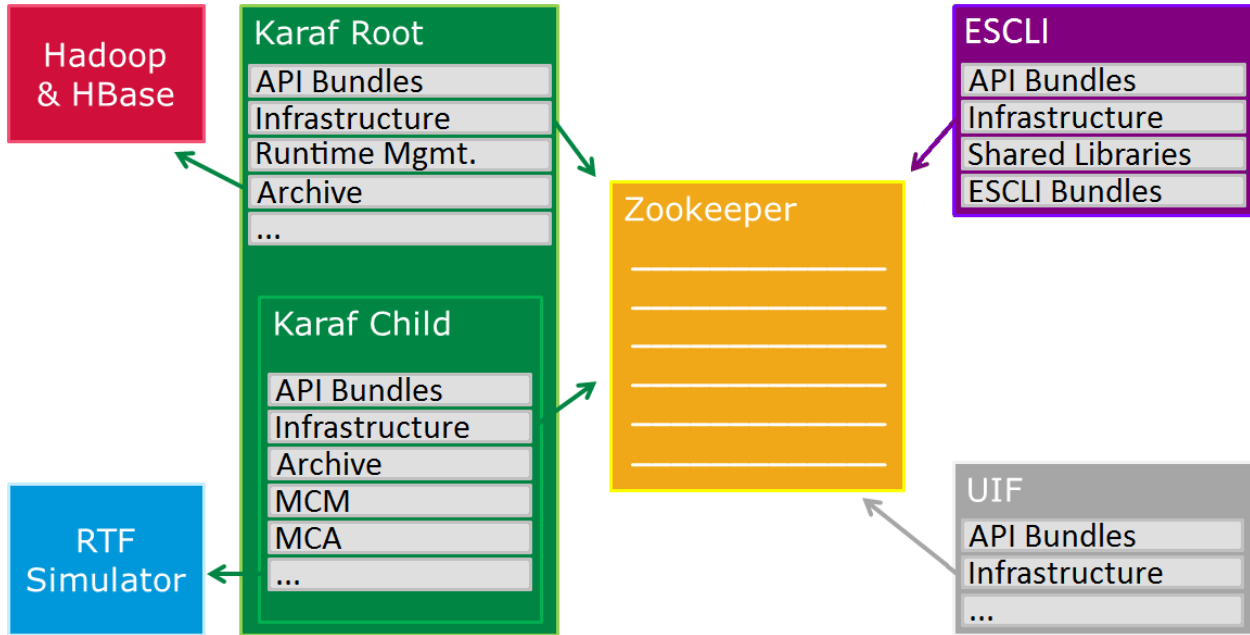 Hadoop
& HBase
Karaf Root
API Bundles
Infrastructure
Runtime Mgmt.
Archive
...
Karaf Child
API Bundles
Infrastructure
Archive
MCM
MCA
...
RTF
Simulator
Zookeeper
ESCLI
API Bundles
Infrastructure
Shared Libraries
ESCLI Bundles
UIF
API Bundles
Infrastructure
...